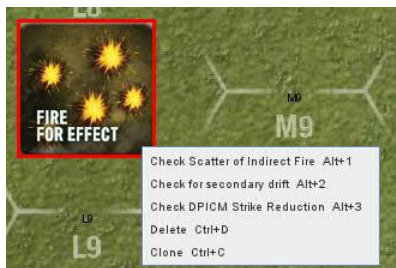 L8
FIRE
FOR EFFECT
M9
M9
Check Scatter of Indirect Fire Alt+1
Check for secondary drift Alt+2
Check DPICM Strike Reduction Alt+3
Delete Ctrl+D
Clone Ctrl+C
L9
L9